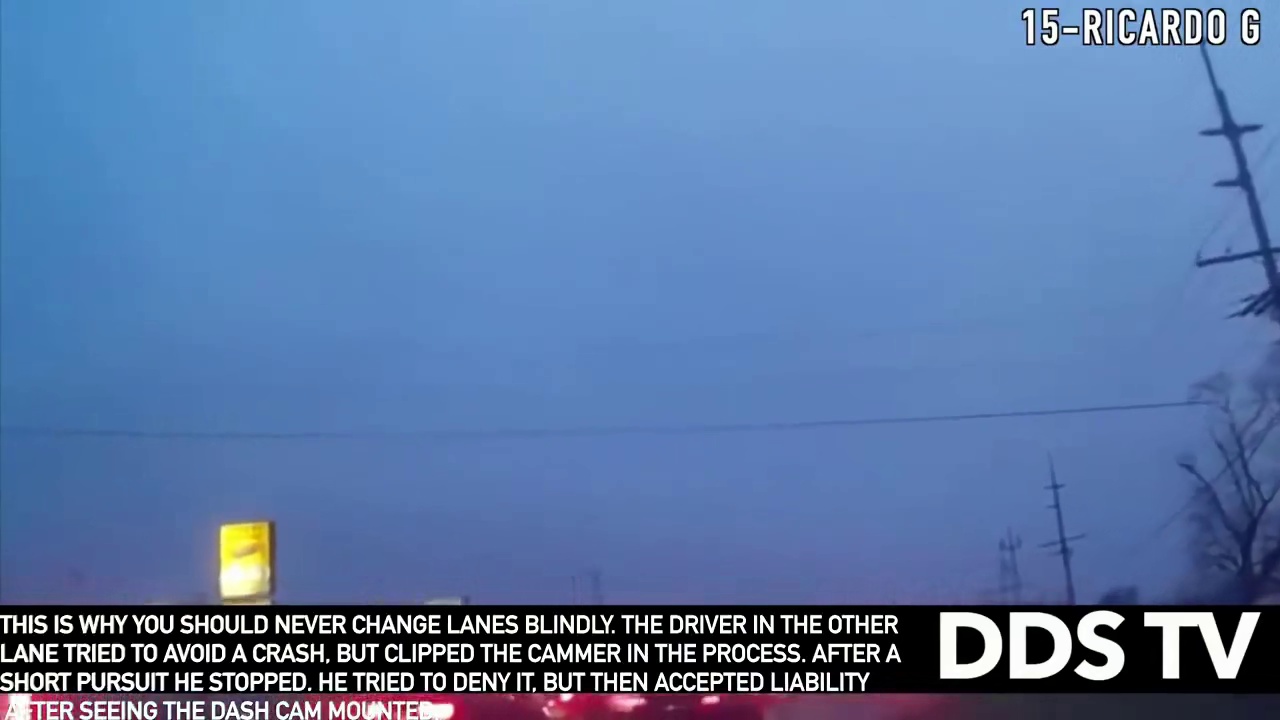 15-RICARDO G
THIS IS WHY YOU SHOULD NEVER CHANGE LANES BLINDLY. THE DRIVER IN THE OTHER
LANE TRIED TO AVOID A CRASH, BUT CLIPPED THE CAMMER IN THE PROCESS. AFTER A
SHORT PURSUIT HE STOPPED. HE TRIED TO DENY IT, BUT THEN ACCEPTED LIABILITY
AFTER SEEING THE DASH CAM MOUNTED.
DDS TV